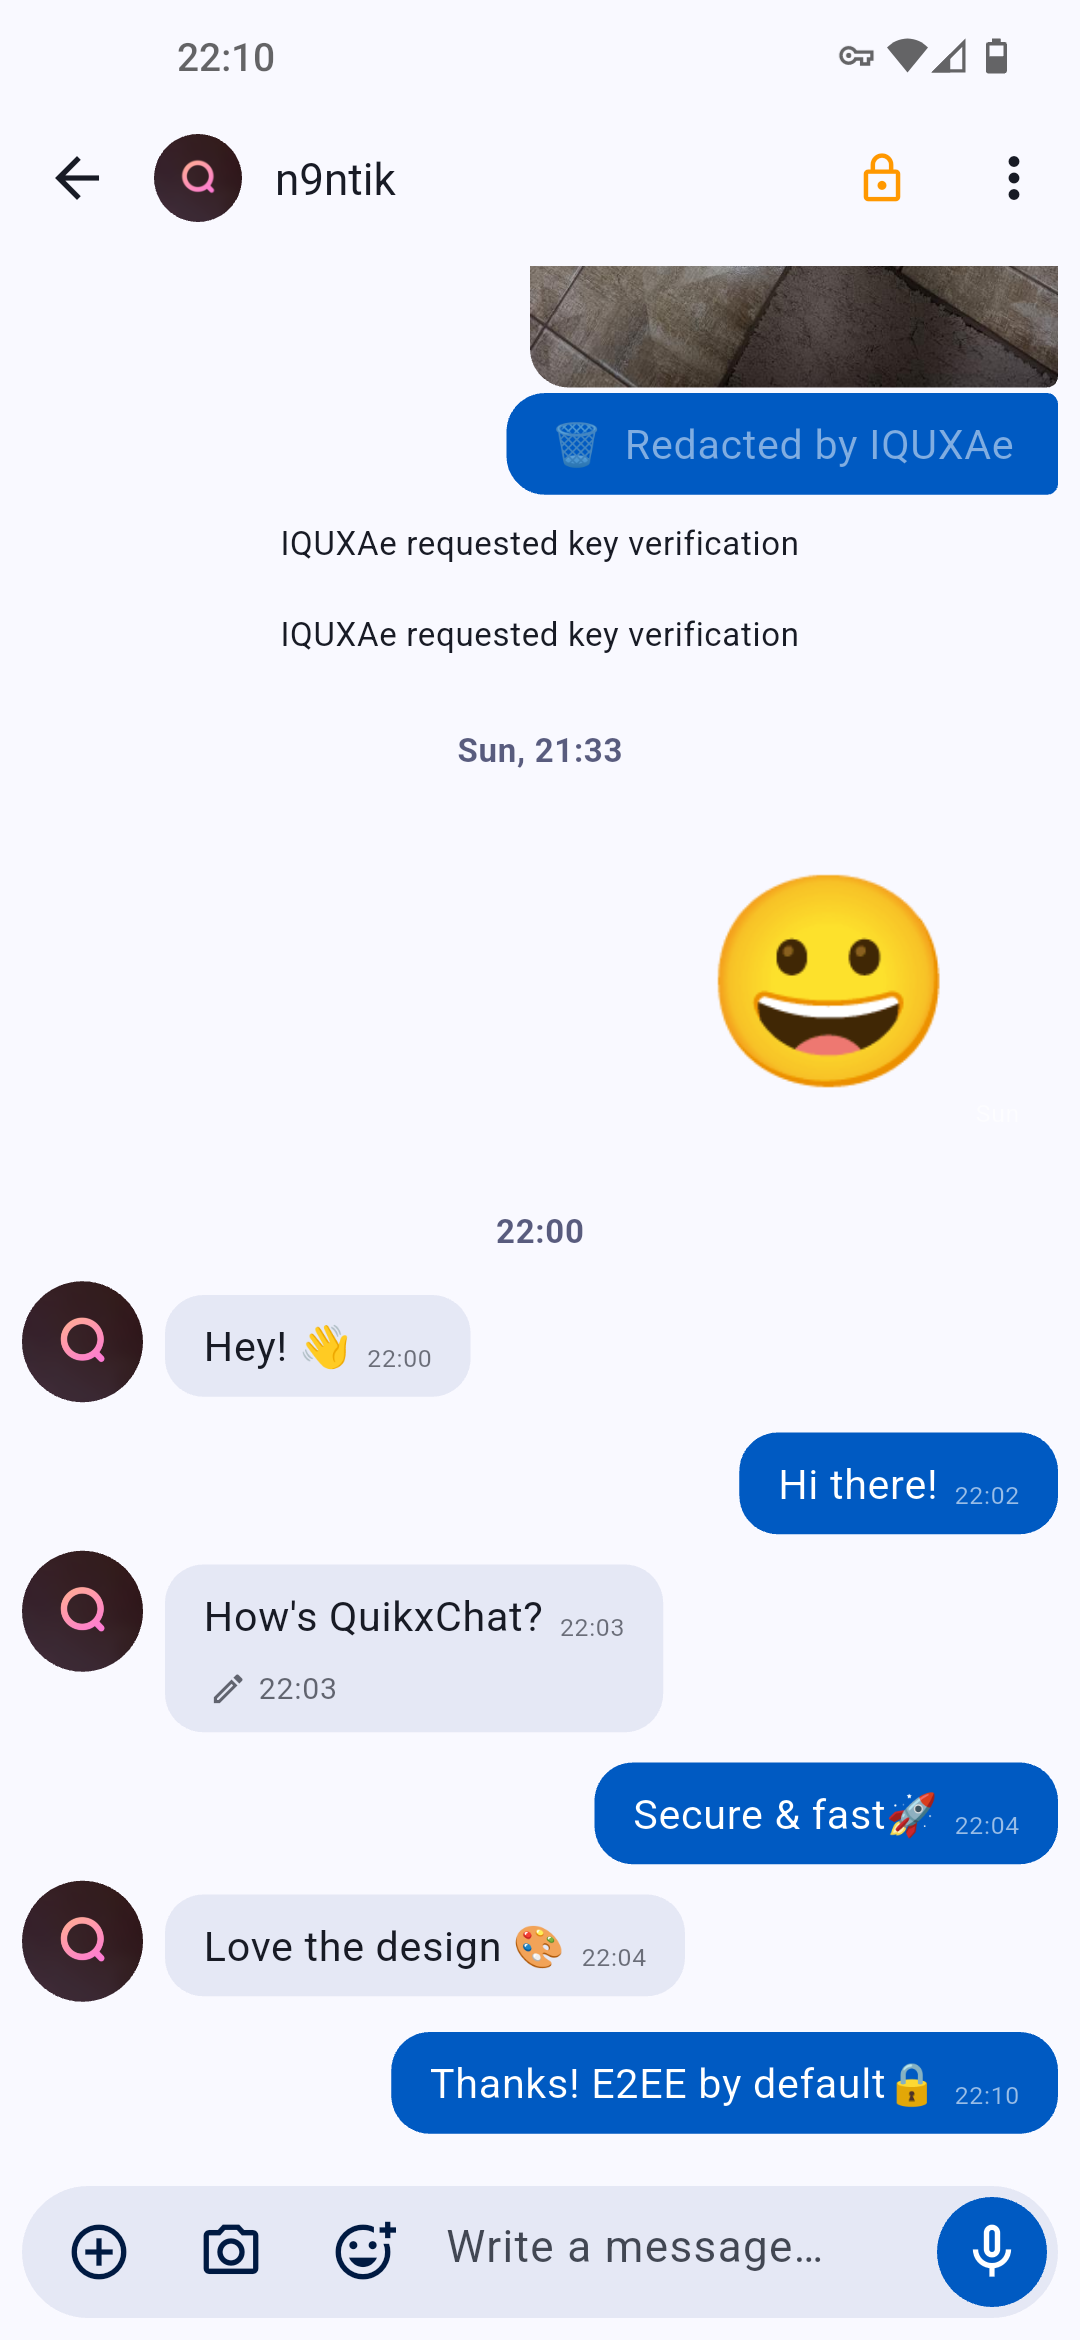 22:10
n9ntik
🗑️ Redacted by IQUXAe
IQUXAe requested key verification
IQUXAe requested key verification
Sun, 21:33
😀
Sun
22:00
Hey! 👋 22:00
Hi there! 22:02
How's QuikxChat? 22:03
22:03
Secure & fast🚀 22:04
Love the design 🎨 22:04
Thanks! E2EE by default🔒 22:10
Write a message…